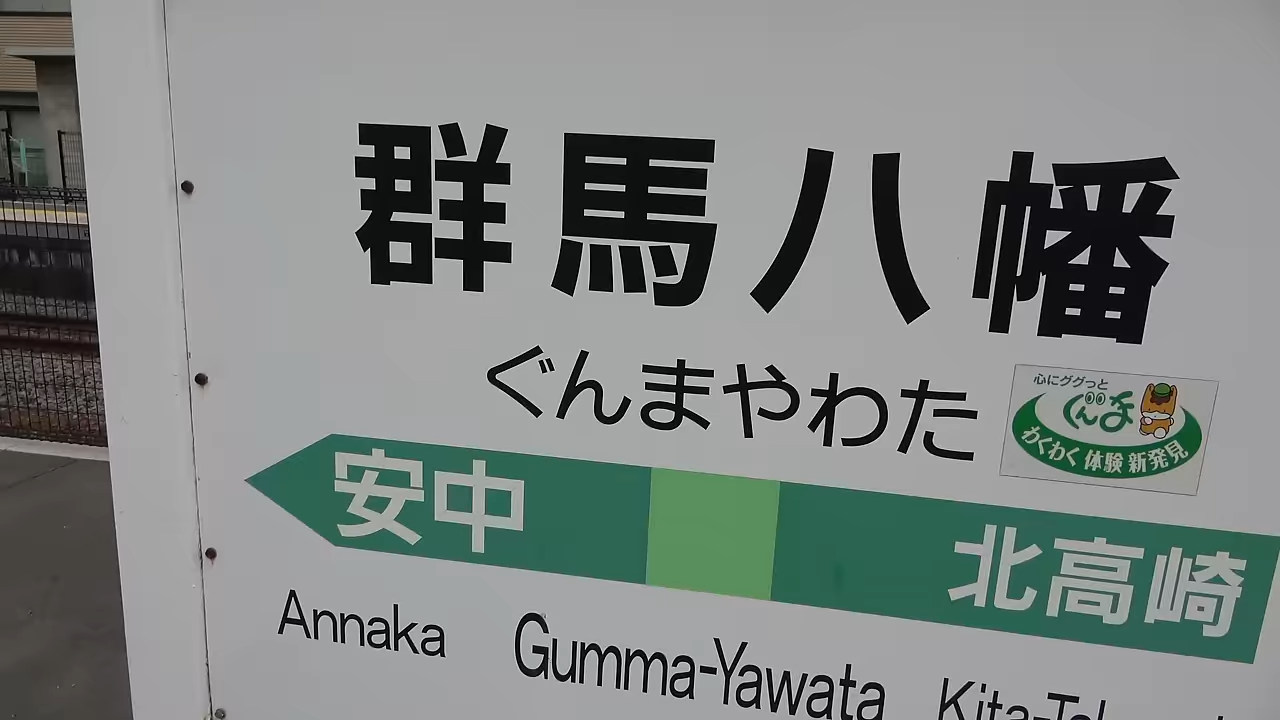 群馬八幡
ぐんまやわた
心にググっと
ぐんま
わくわく 体験 新発見
安中 北高崎
Annaka Gumma-Yawata